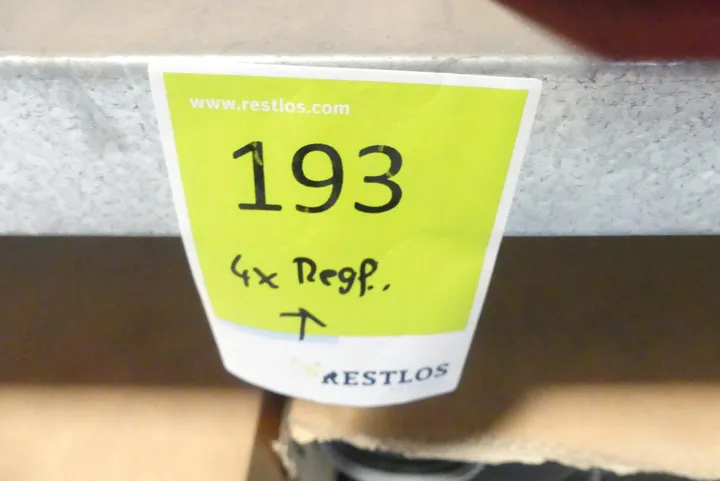 www.restlos.com
193
4x Regf.,
↑
RESTLOS